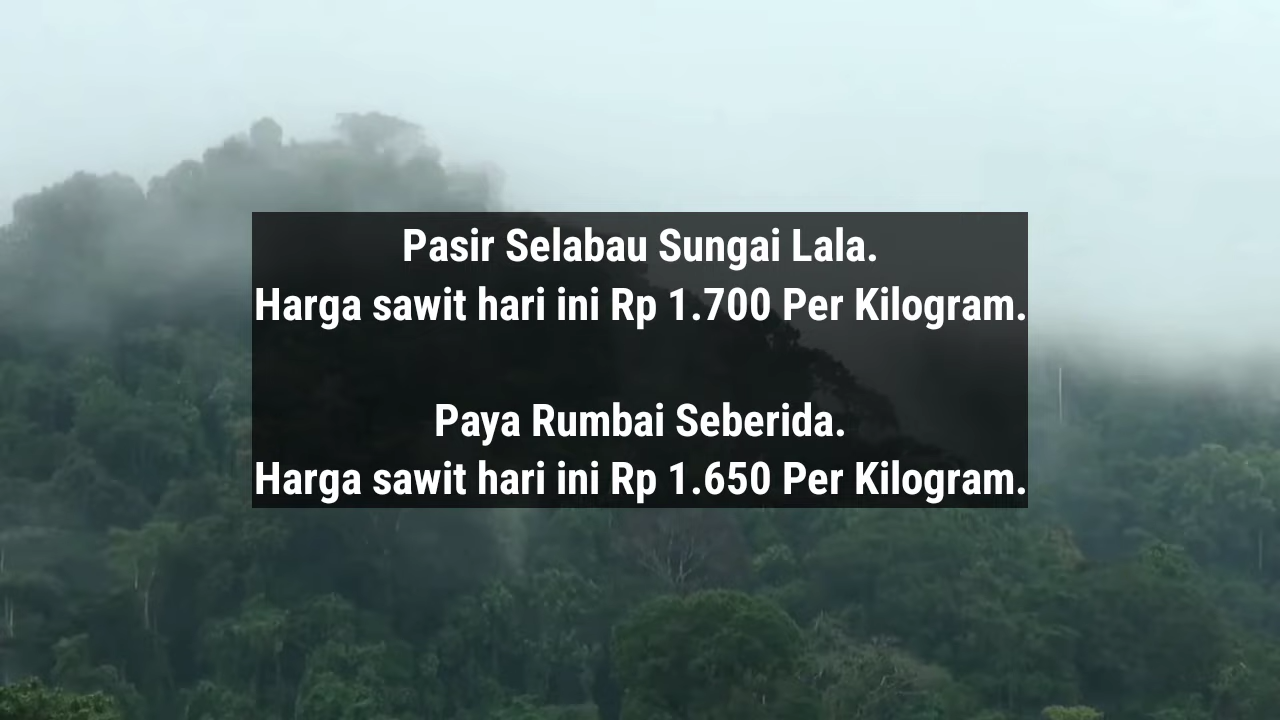 Pasir Selabau Sungai Lala.
Harga sawit hari ini Rp 1.700 Per Kilogram.
Paya Rumbai Seberida.
Harga sawit hari ini Rp 1.650 Per Kilogram.